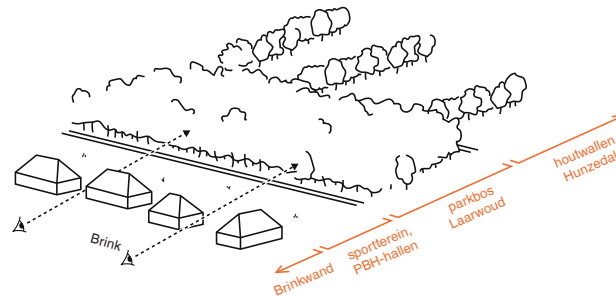 houtwallen
Hunzedal
parkbos
Laarwoud
sportterein,
PBH-hallen
Brinkwand
Brink